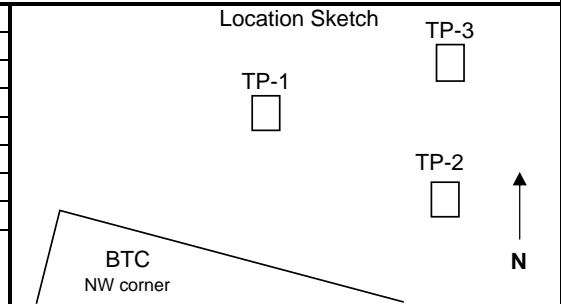 Location Sketch
TP-3
TP-1
TP-2
BTC
NW corner
N